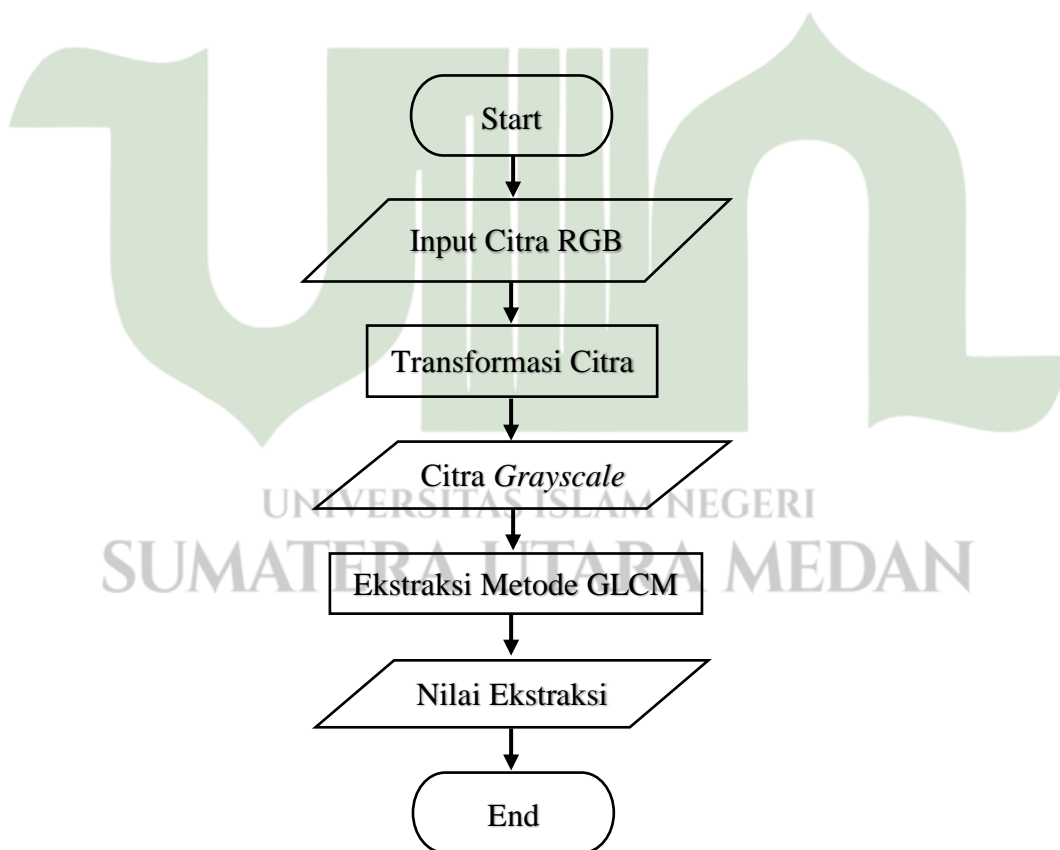 Start
Input Citra RGB
Transformasi Citra
Citra Grayscale
UNIVERSITAS ISLAM NEGERI
SUMATERA UTARA MEDAN
Ekstraksi Metode GLCM
Nilai Ekstraksi
End